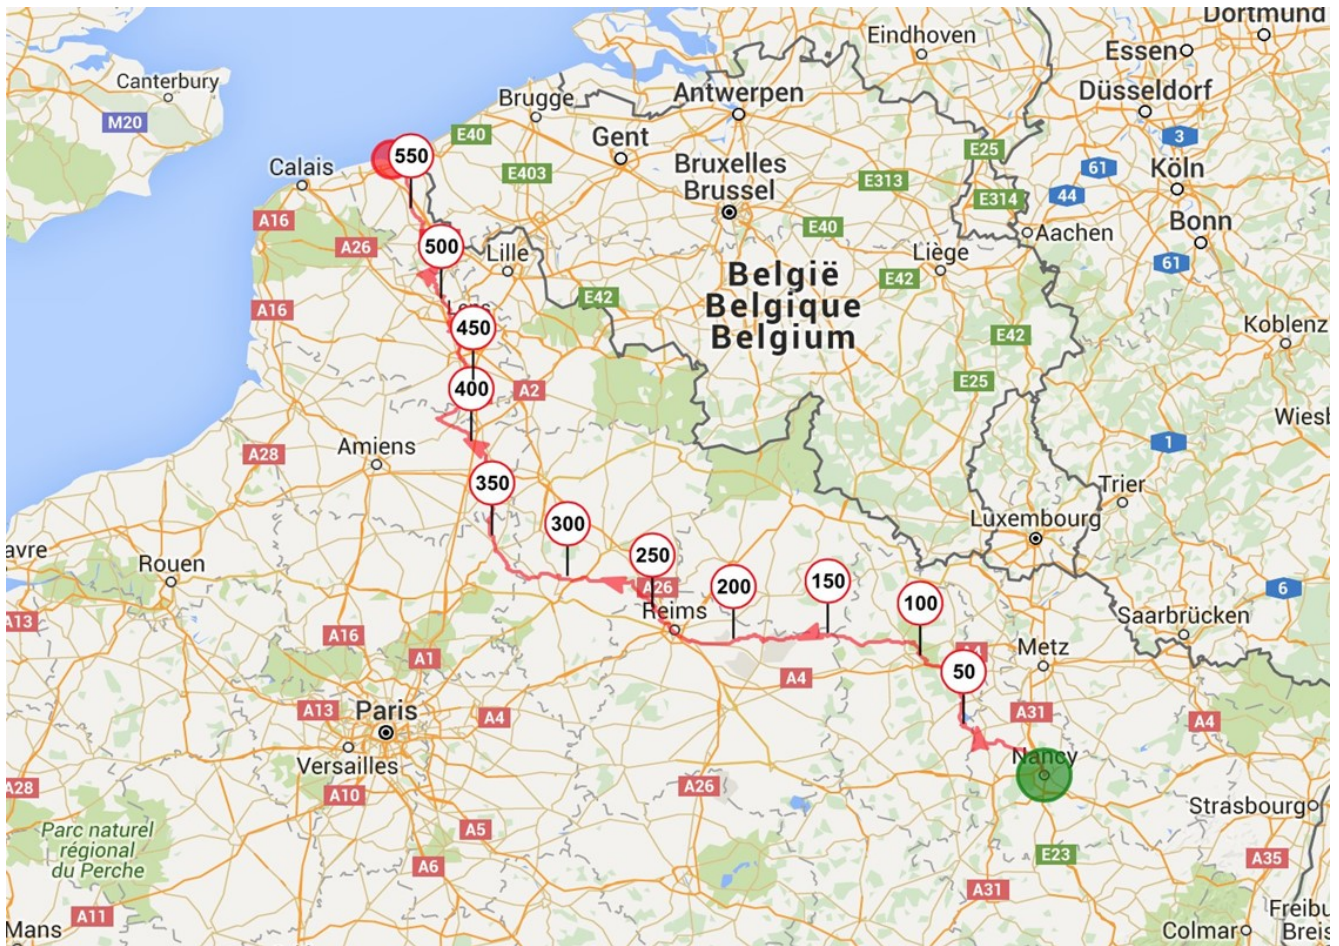 Dortmund
Eindhoven
Essen
Canterbury
Düsseldorf
Brugge
Antwerpen
M20
E40
Gent
3
550
E25
Calais
Bruxelles
Brussel
61
Köln
E403
E313
44
E314
A16
Bonn
E40
Aachen
A26
500
Lille
Liège
61
E42
België
Belgique
Belgium
E42
A16
450
E42
Koblenz
E25
400
A2
Wiesb
Amiens
A28
1
350
Trier
300
Luxembourg
avre
Rouen
250
A26
200
150
6
100
Reims
Saarbrücken
A13
A16
Metz
A1
50
A4
A13
Paris
A4
A31
A4
Nancy
Versailles
A28
A10
A26
Strasbourg
Parc naturel
régional
du Perche
A5
E23
A35
A6
A31
A11
Mans
Freibu
Colmar
Breis